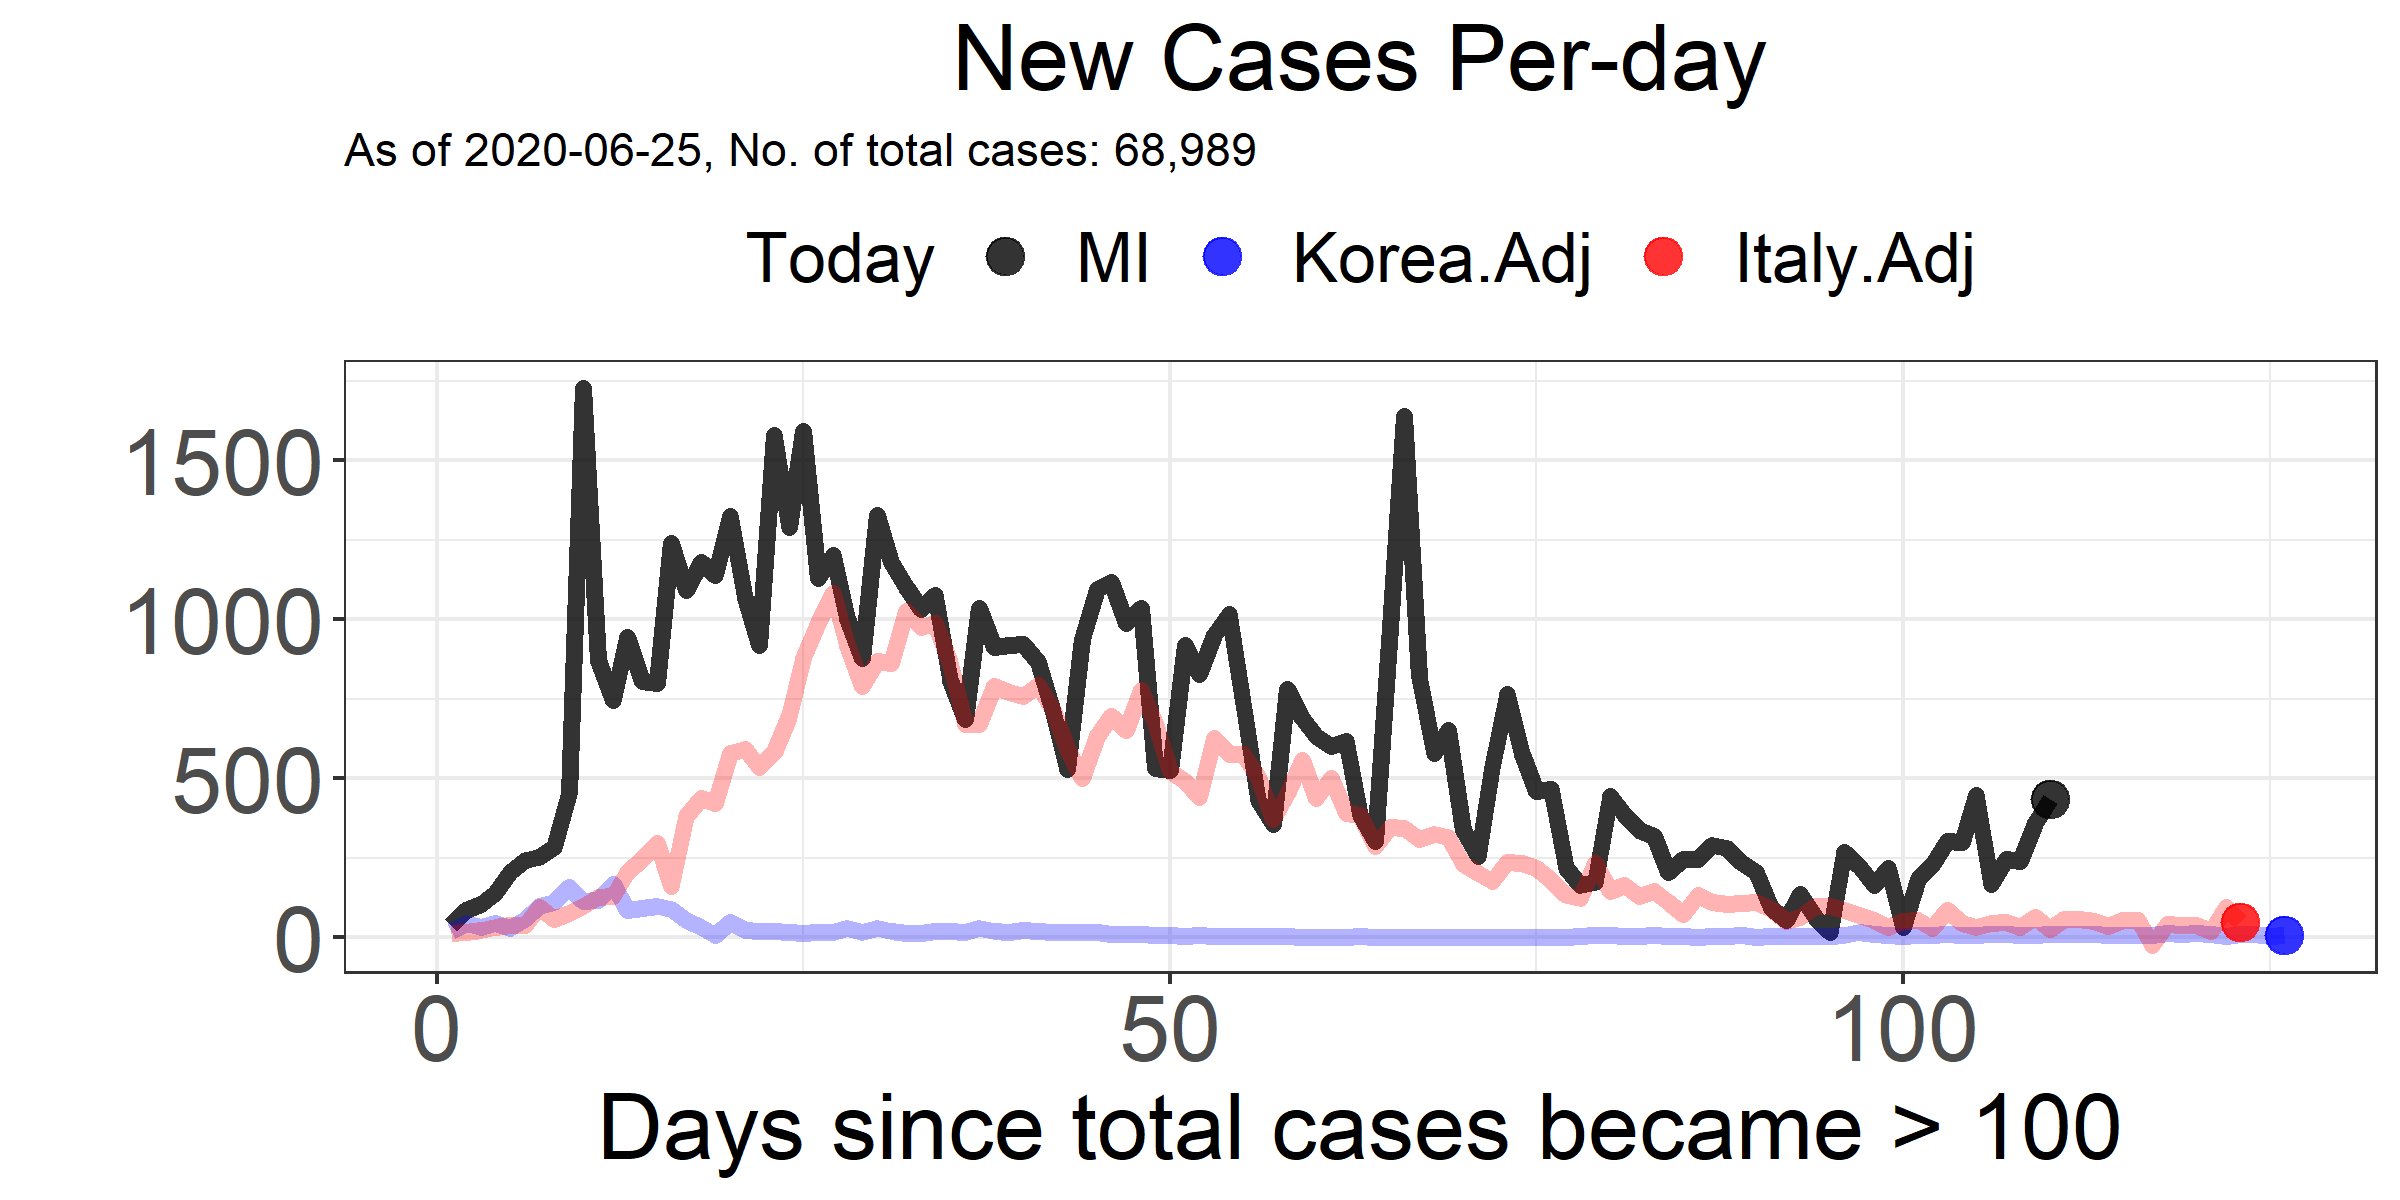 New Cases Per-day
As of 2020-06-25, No. of total cases: 68,989
Today MI Korea.Adj Italy.Adj
1500
1000
500
0
0 50 100
Days since total cases became > 100